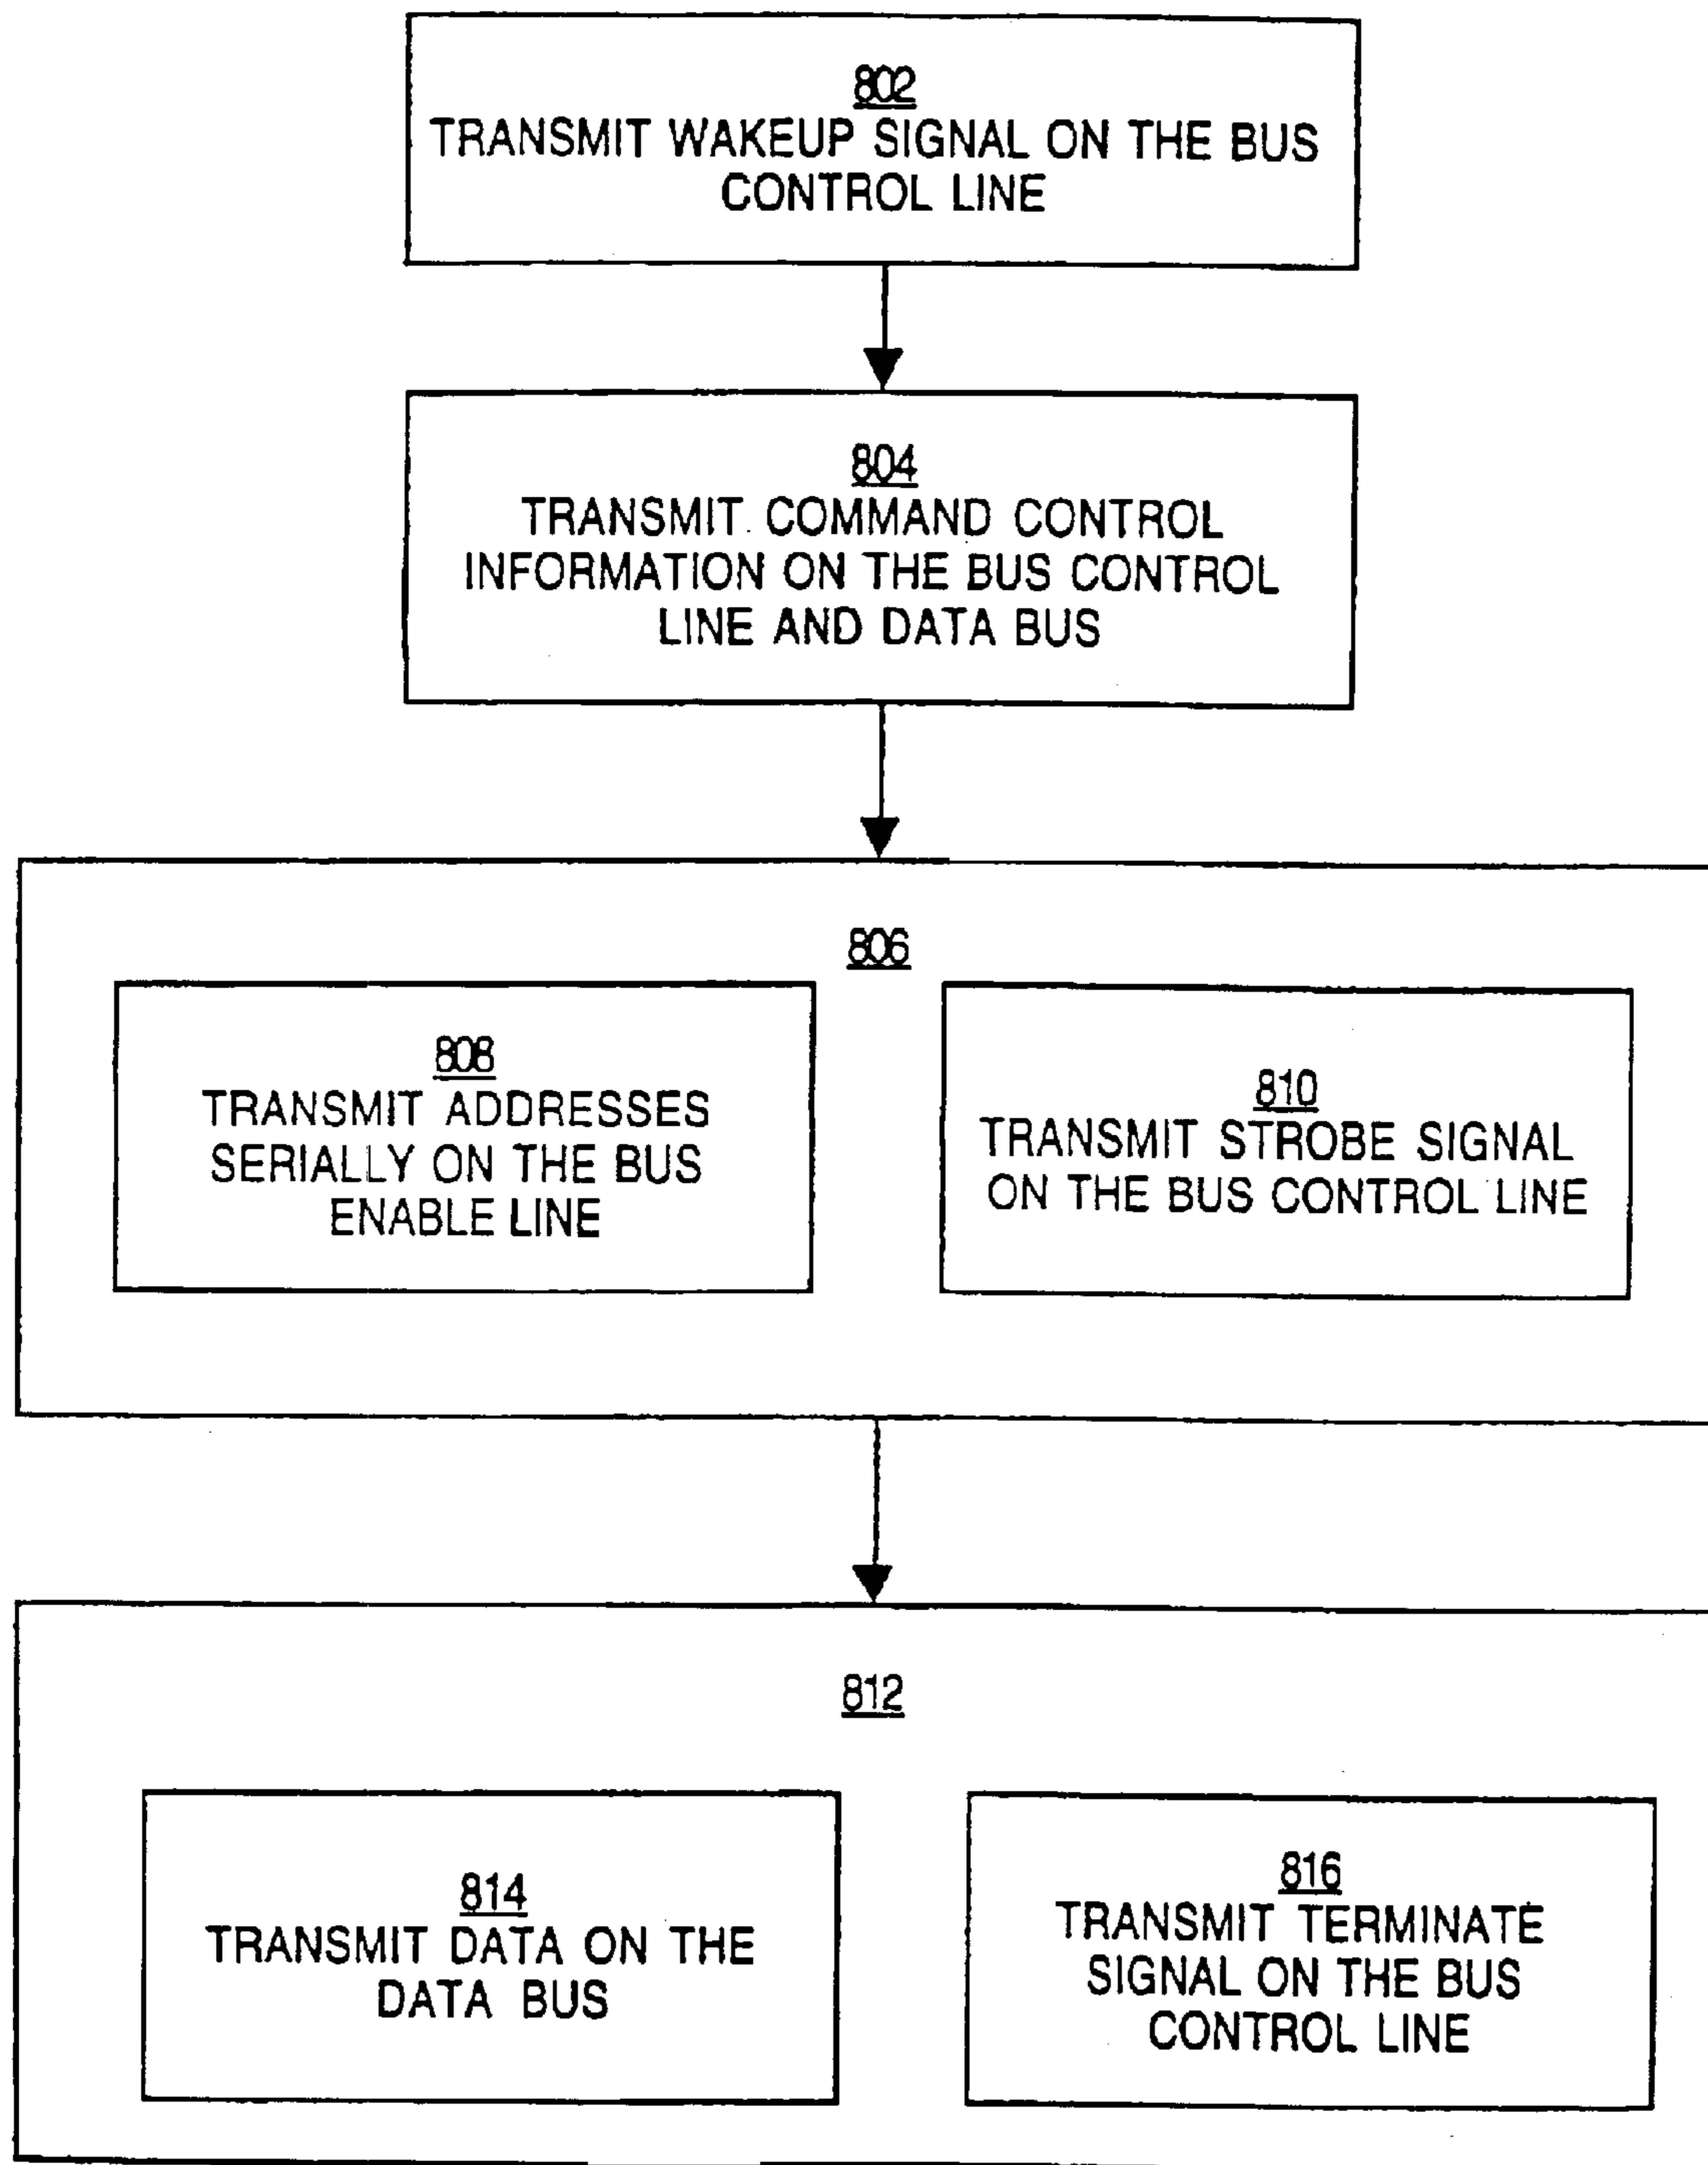 802
TRANSMIT WAKEUP SIGNAL ON THE BUS
CONTROL LINE
804
TRANSMIT COMMAND CONTROL
INFORMATION ON THE BUS CONTROL
LINE AND DATA BUS
806
808
TRANSMIT ADDRESSES
SERIALLY ON THE BUS
ENABLE LINE
810
TRANSMIT STROBE SIGNAL
ON THE BUS CONTROL LINE
812
814
TRANSMIT DATA ON THE
DATA BUS
816
TRANSMIT TERMINATE
SIGNAL ON THE BUS
CONTROL LINE